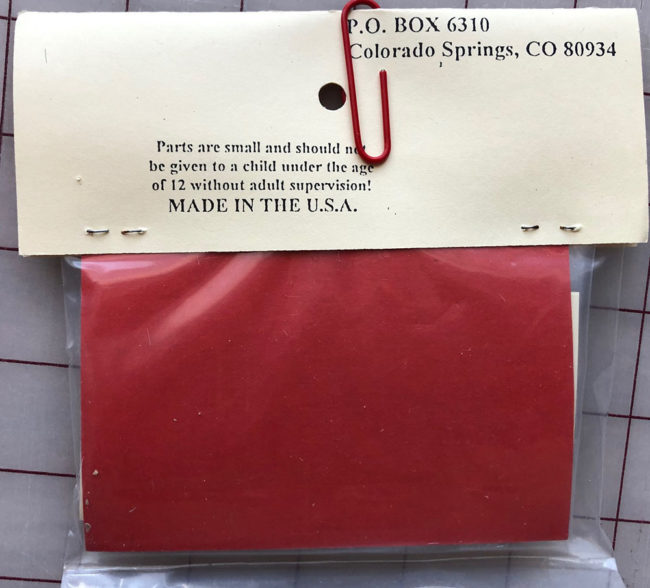 P.O. BOX 6310
Colorado Springs, CO 80934
Parts are small and should
be given to a child under the age
of 12 without adult supervision!
MADE IN THE U.S.A.